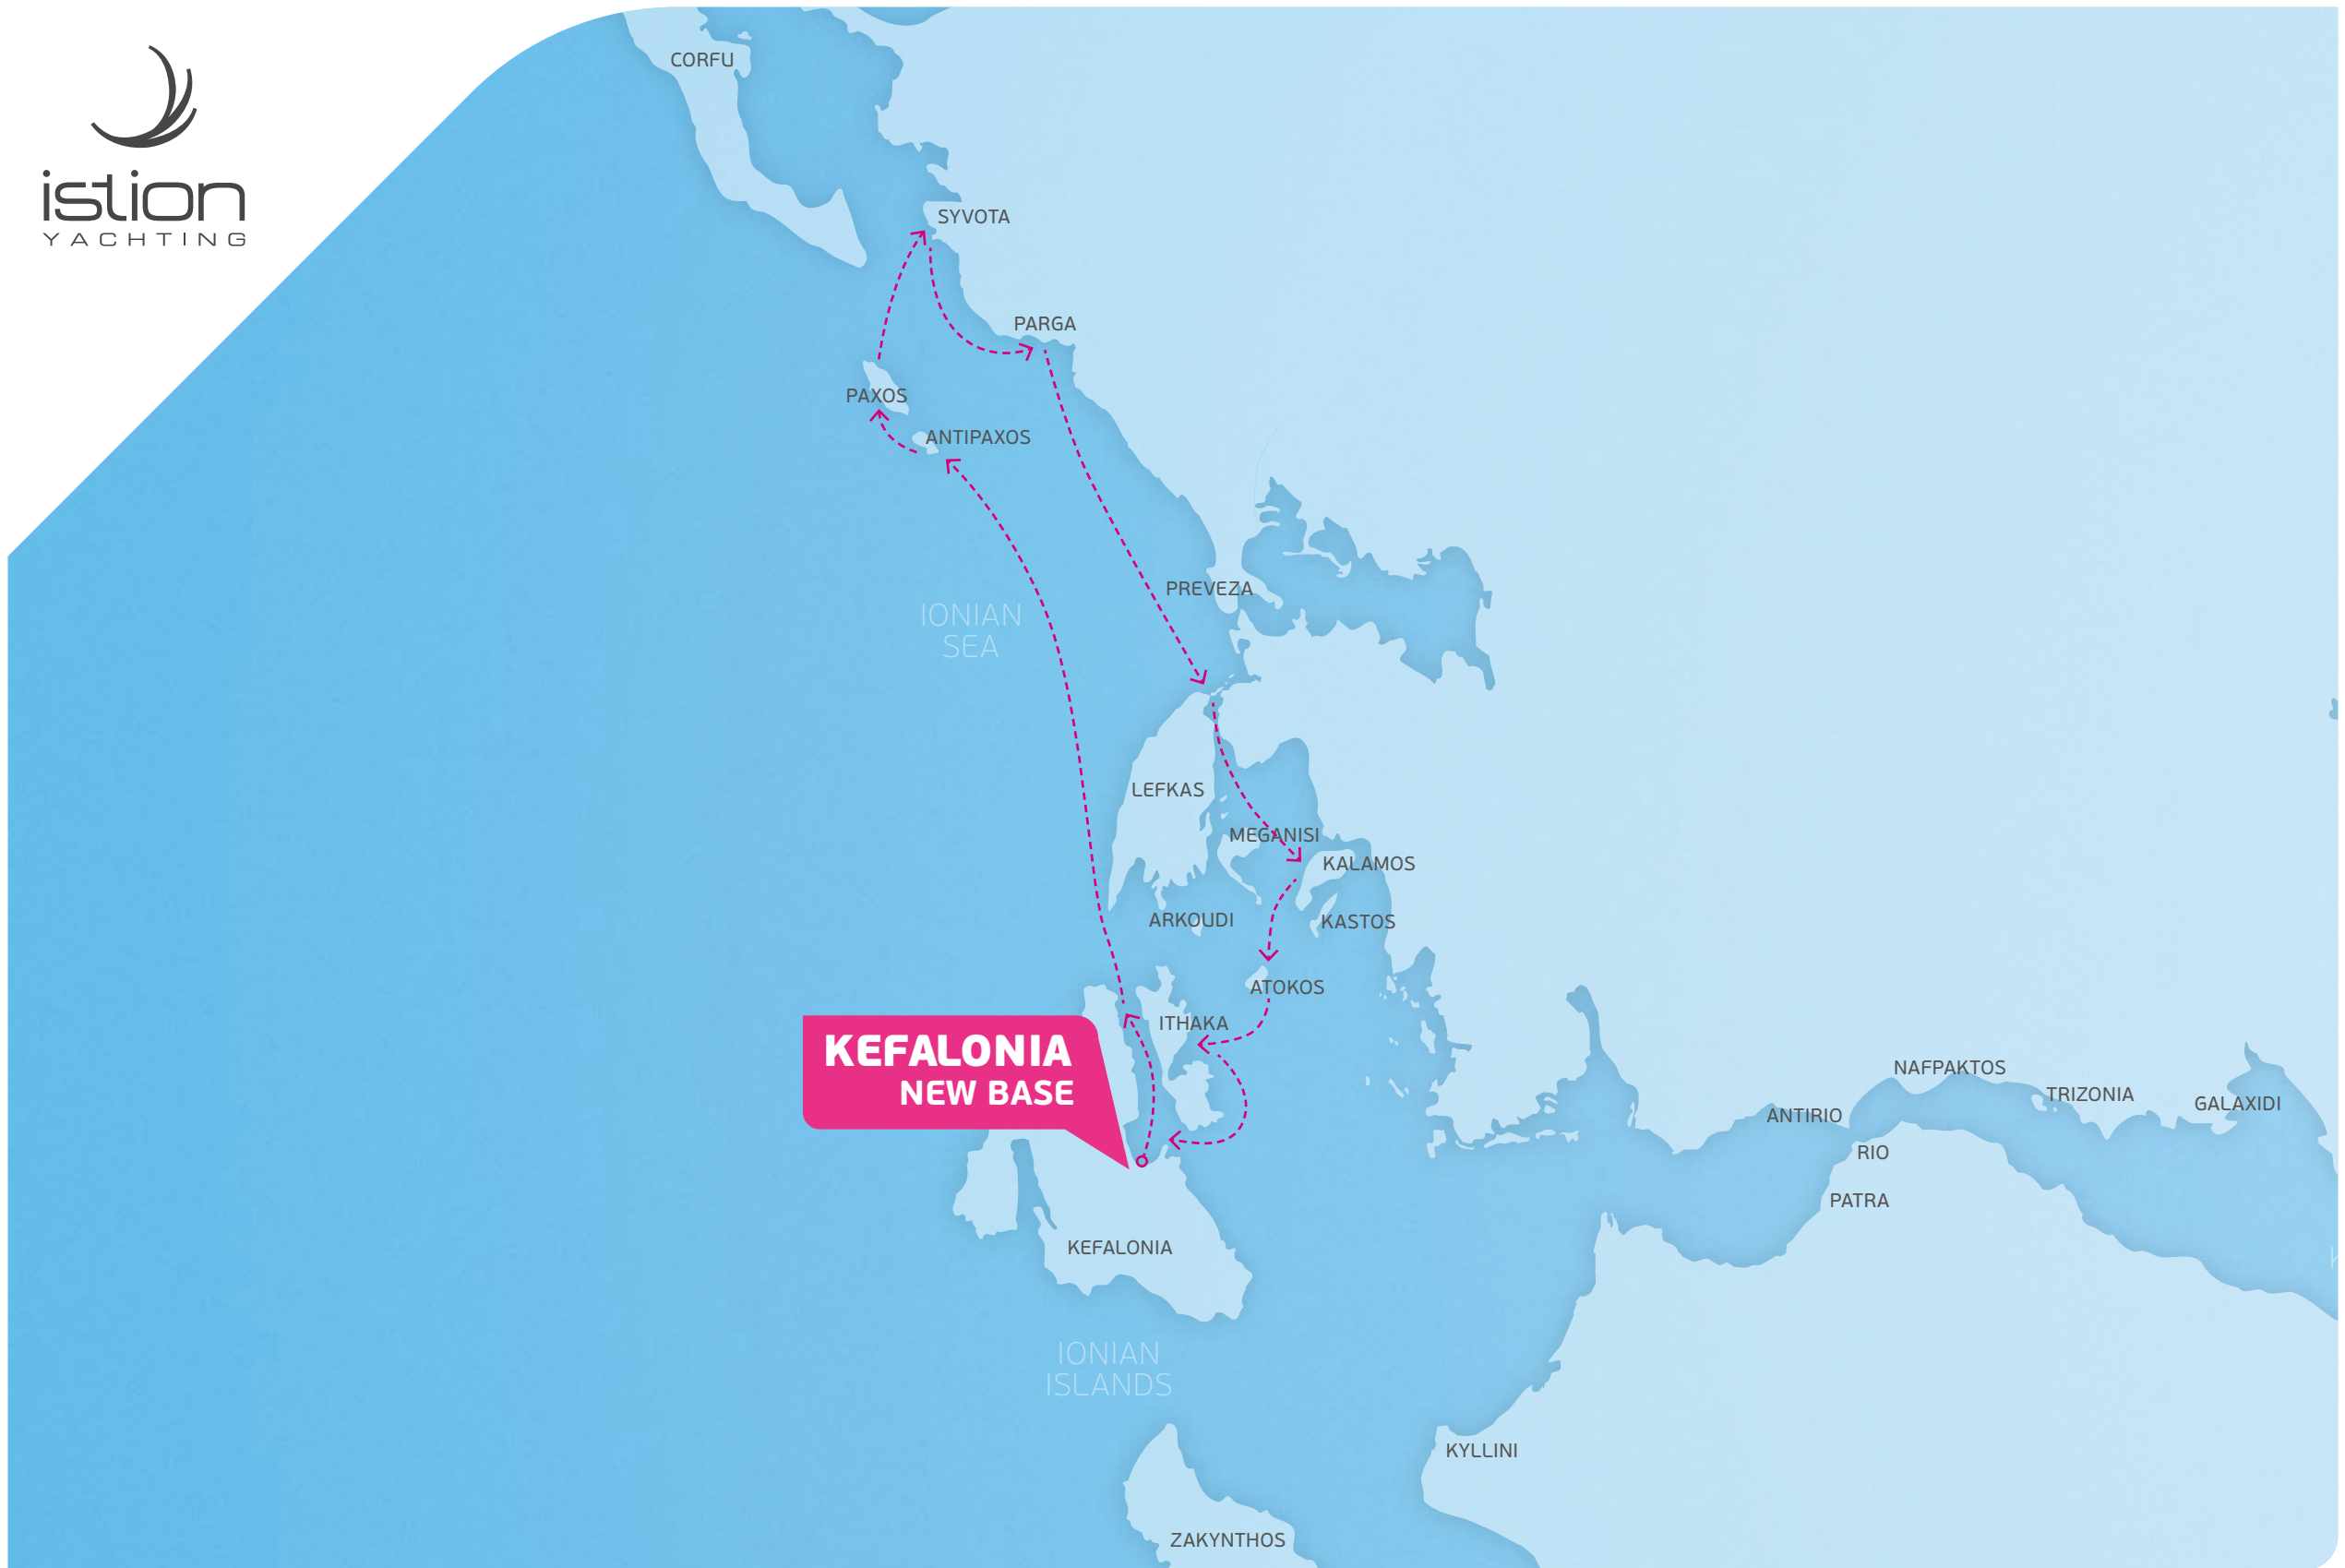 istion
YACHTING
CORFU
SYVOTA
PARGA
PAXOS
ANTIPAXOS
PREVEZA
IONIAN
SEA
LEFKAS
MEGANISI
KALAMOS
ARKOUDI
KASTOS
ATOKOS
ITHAKA
KEFALONIA
NEW BASE
NAFPAKTOS
TRIZONIA
GALAXIDI
ANTIRIO
RIO
PATRA
KEFALONIA
IONIAN
ISLANDS
KYLLINI
ZAKYNTHOS